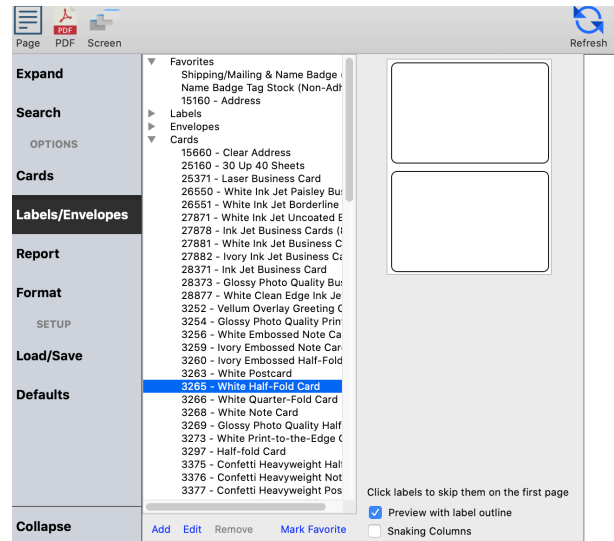 PDF
Page PDF Screen Refresh
Expand
Search
OPTIONS
Cards
Labels/Envelopes
Report
Format
SETUP
Load/Save
Defaults
Collapse
Favorites
Shipping/Mailing & Name Badge
Name Badge Tag Stock (Non-Adh
15160 - Address
Labels
Envelopes
Cards
15660 - Clear Address
25160 - 30 Up 40 Sheets
25371 - Laser Business Card
26550 - White Ink Jet Paisley Bu
26551 - White Ink Jet Borderline
27871 - White Ink Jet Uncoated B
27878 - Ink Jet Business Cards (
27881 - White Ink Jet Business C
27882 - Ivory Ink Jet Business Ca
28371 - Ink Jet Business Card
28373 - Glossy Photo Quality Bu
28877 - White Clean Edge Ink Je
3252 - Vellum Overlay Greeting C
3254 - Glossy Photo Quality Prin
3256 - White Embossed Note Ca
3259 - Ivory Embossed Note Car
3260 - Ivory Embossed Half-Fold
3263 - White Postcard
3265 - White Half-Fold Card
3266 - White Quarter-Fold Card
3268 - White Note Card
3269 - Glossy Photo Quality Half
3273 - White Print-to-the-Edge
3297 - Half-fold Card
3375 - Confetti Heavyweight Half
3376 - Confetti Heavyweight Not
3377 - Confetti Heavyweight Pos
Add Edit Remove Mark Favorite
Click labels to skip them on the first page
Preview with label outline
Snaking Columns